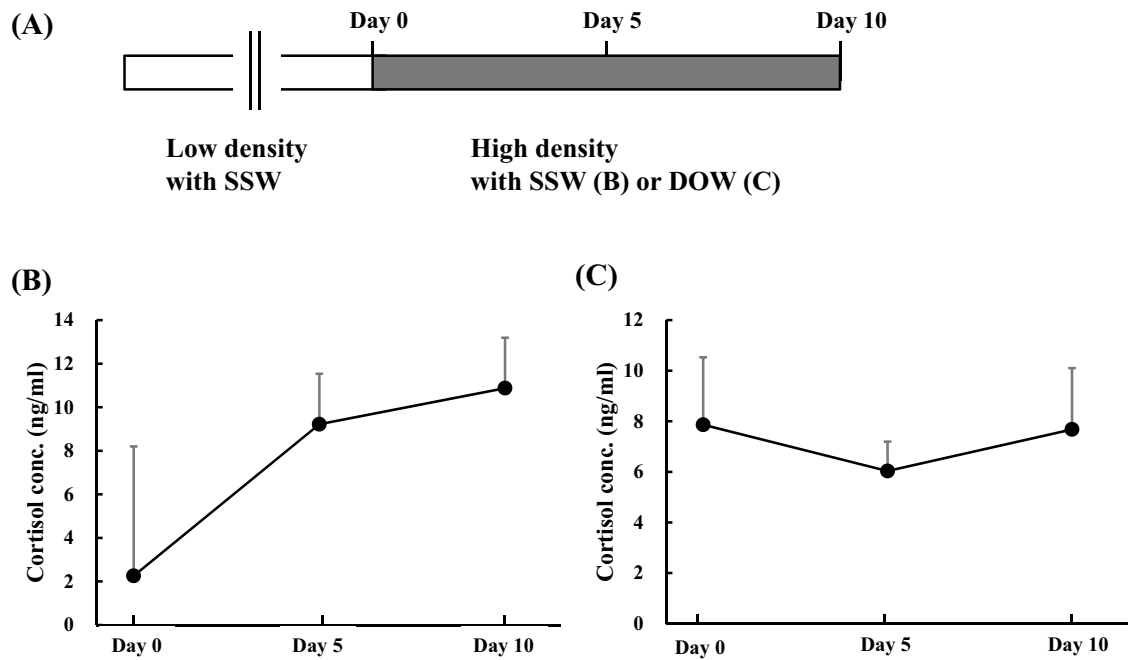 (A)
Day 0 Day 5 Day 10
Low density
with SSW
High density
with SSW (B) or DOW (C)
(B)
Cortisol conc. (ng/ml)
14
12
10
8
6
4
2
0
Day 0 Day 5 Day 10
(C)
Cortisol conc. (ng/ml)
12
10
8
6
4
2
0
Day 0 Day 5 Day 10